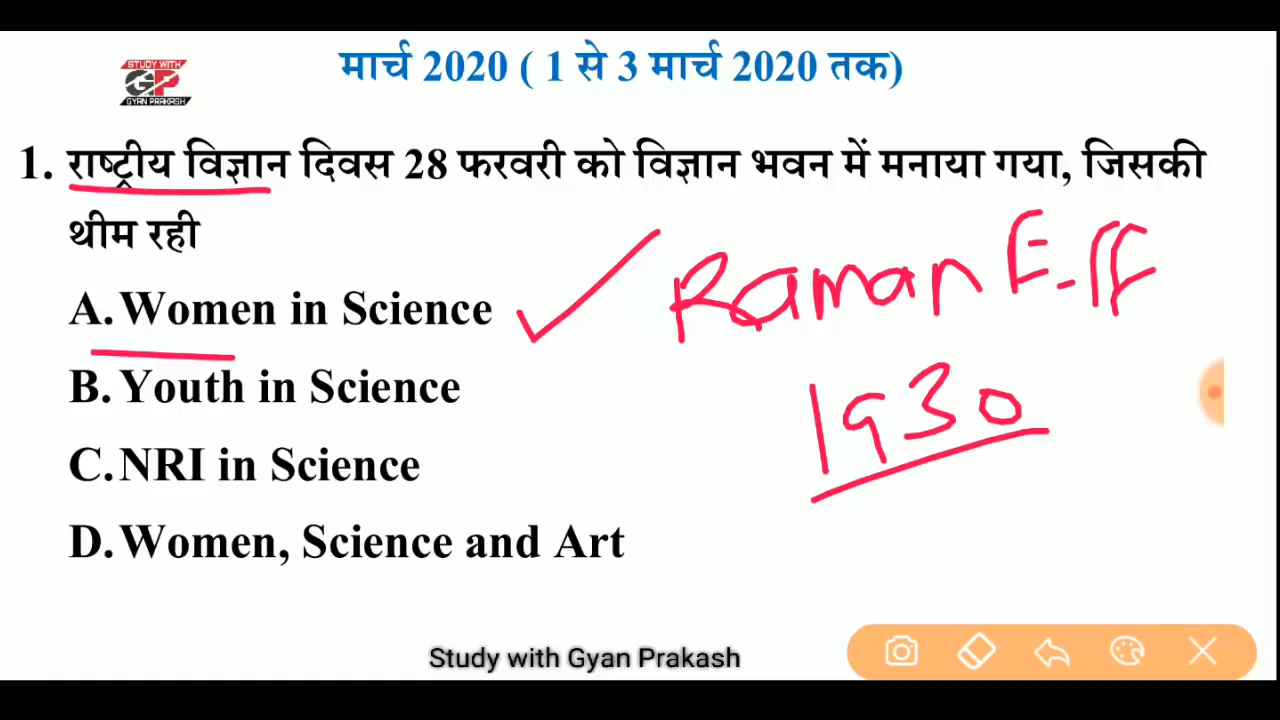 मार्च 2020 ( 1 से 3 मार्च 2020 तक)
STUDY WITH
GP
GYAN PRAKASH
1. राष्ट्रीय विज्ञान दिवस 28 फरवरी को विज्ञान भवन में मनाया गया, जिसकी
थीम रही
A. Women in Science
Raman Eff
B. Youth in Science
1930
C. NRI in Science
D. Women, Science and Art
Study with Gyan Prakash